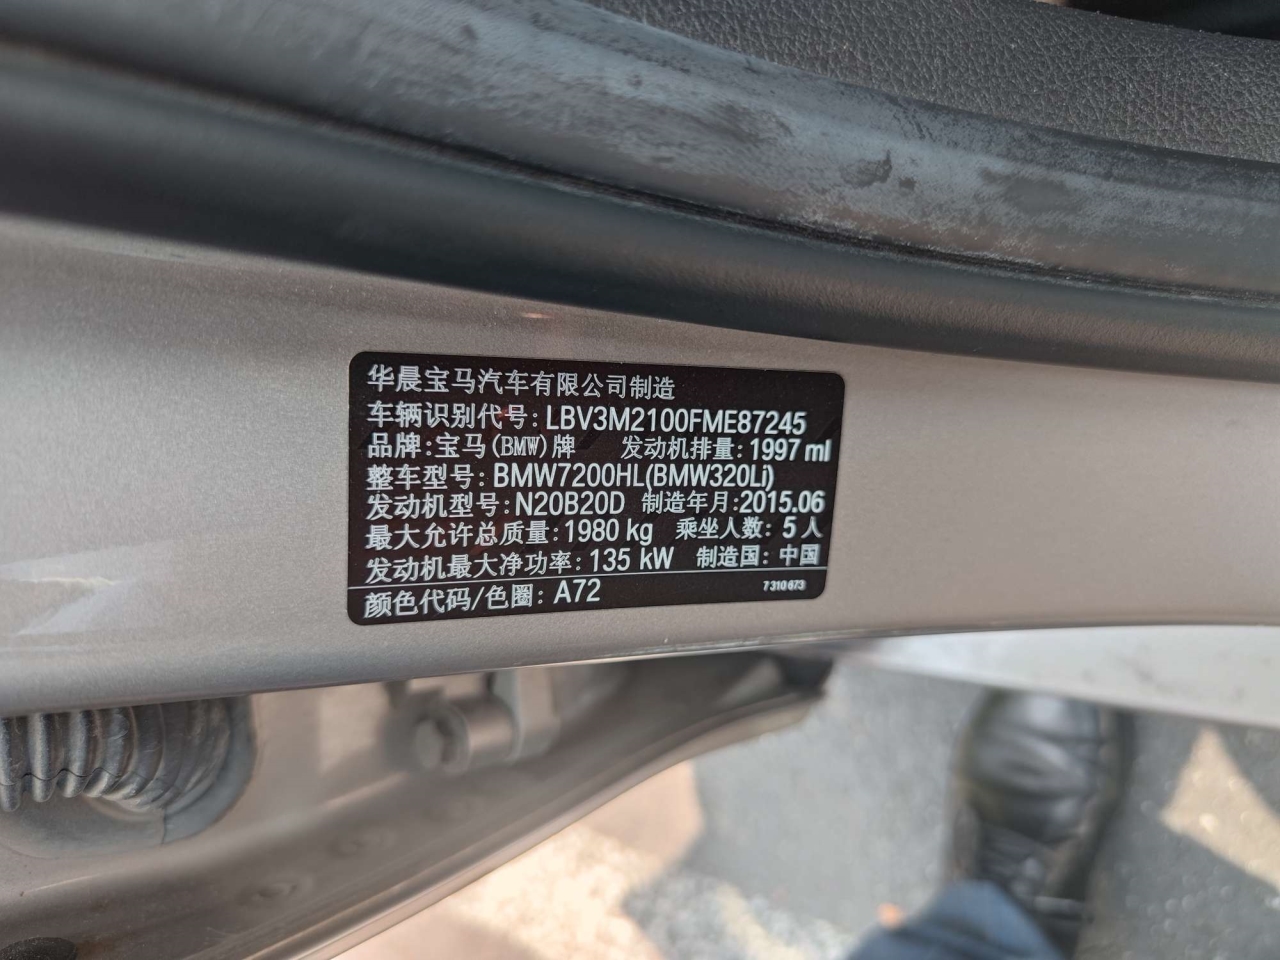 华晨宝马汽车有限公司制造
车辆识别代号: LBV3M2100FME87245
品牌:宝马(BMW)牌 发动机排量: 1997 ml
整车型号: BMW7200HL(BMW320Li)
发动机型号: N20B20D 制造年月:2015.06
最大允许总质量: 1980 kg 乘坐人数: 5 人
发动机最大净功率: 135 kW 制造国: 中国
颜色代码/色圈: A72 7 310 673